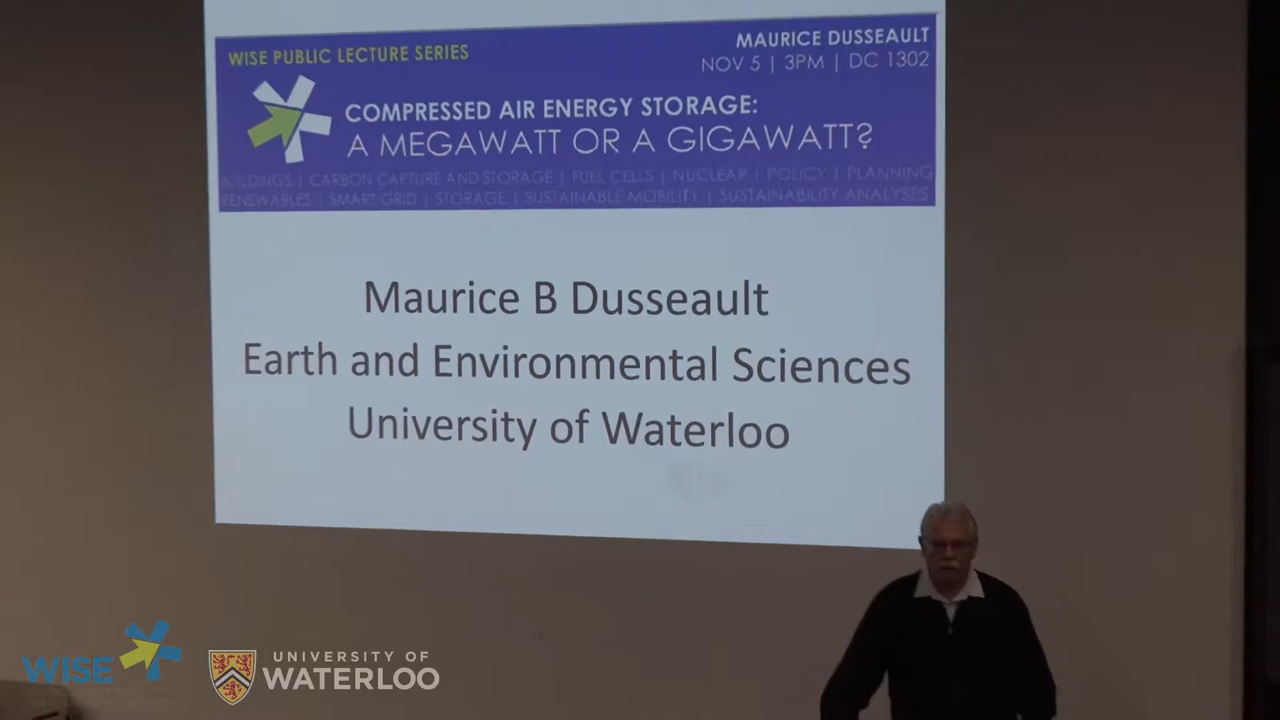 WISE PUBLIC LECTURE SERIES
MAURICE DUSSEAULT
NOV 5 | 3PM | DC 1302
COMPRESSED AIR ENERGY STORAGE:
A MEGAWATT OR A GIGAWATT?
BUILDINGS | CARBON CAPTURE AND STORAGE | FUEL CELLS | NUCLEAR | POLICY | PLANNING
RENEWABLES | SMART GRID | STORAGE | SUSTAINABLE MOBILITY | SUSTAINABILITY ANALYSES
Maurice B Dusseault
Earth and Environmental Sciences
University of Waterloo
WISE
UNIVERSITY OF
WATERLOO